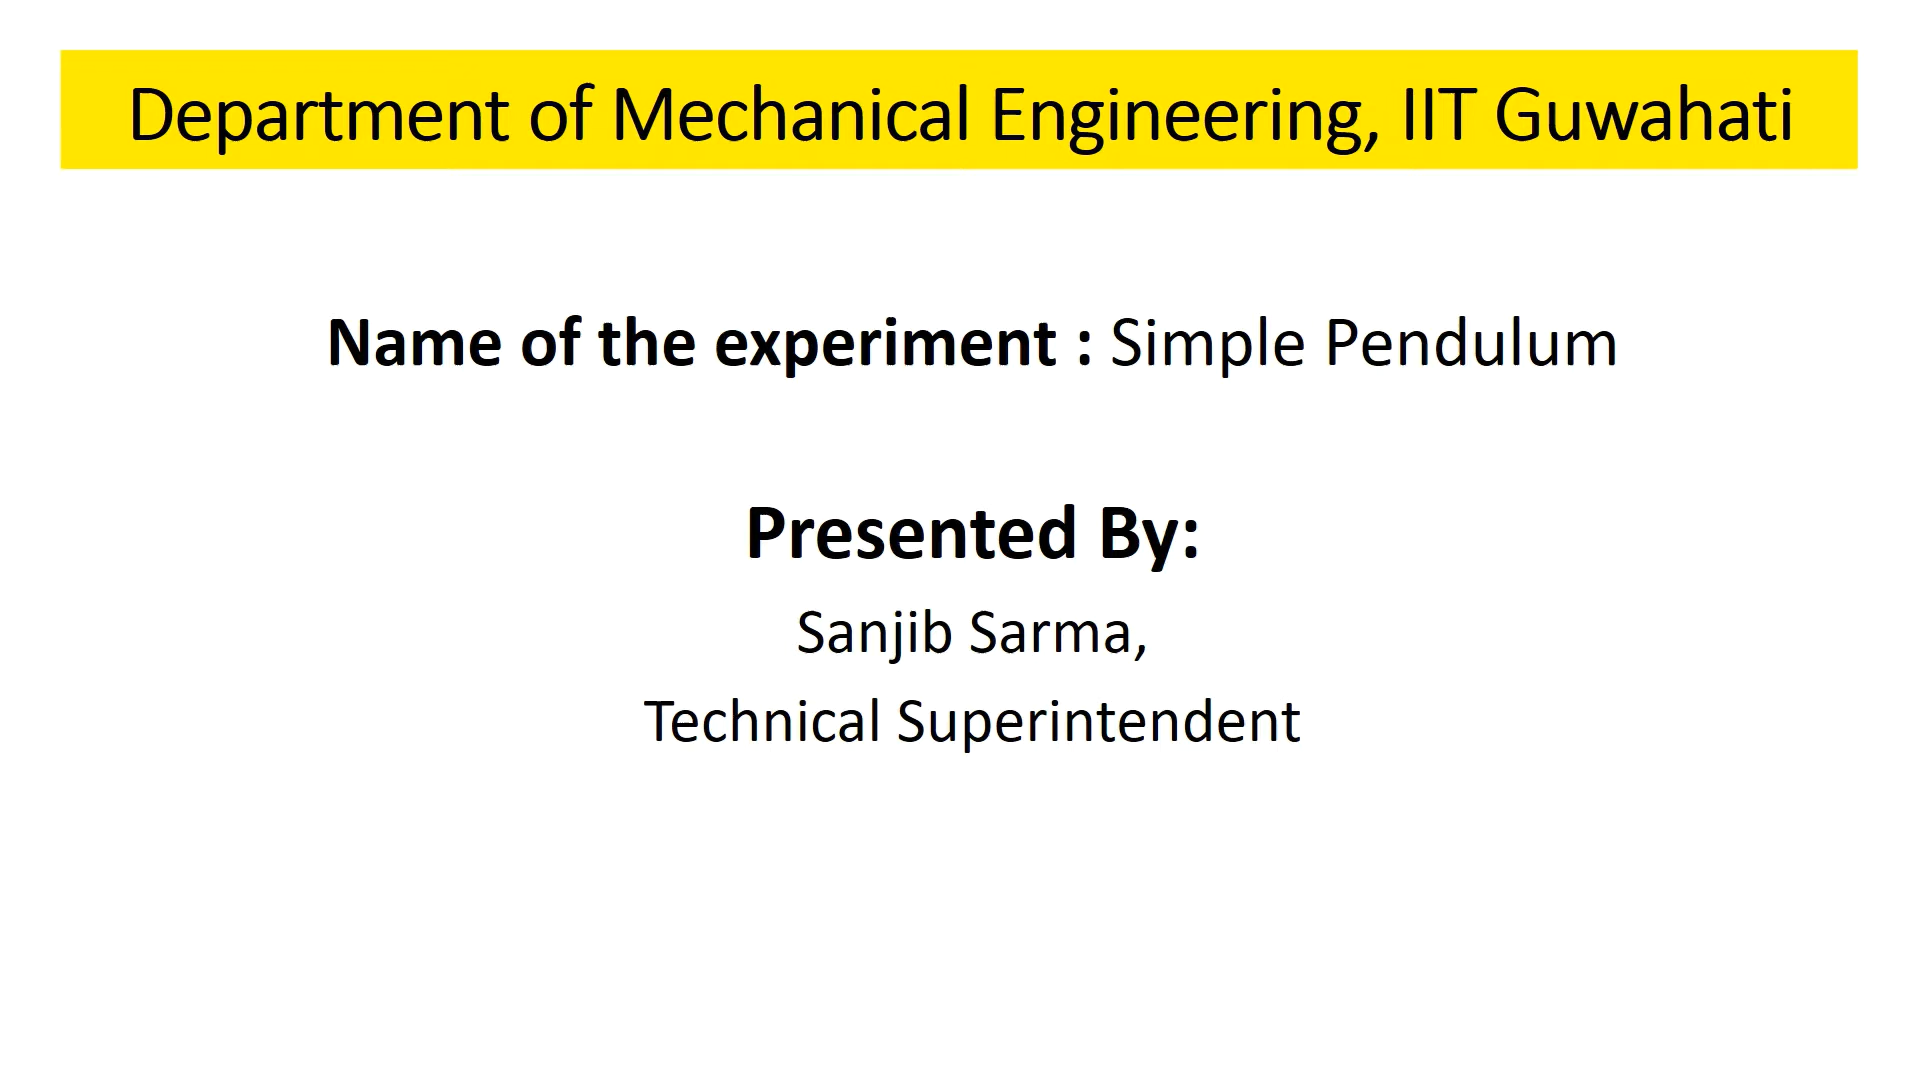 Department of Mechanical Engineering, IIT Guwahati
Name of the experiment : Simple Pendulum
Presented By:
Sanjib Sarma,
Technical Superintendent